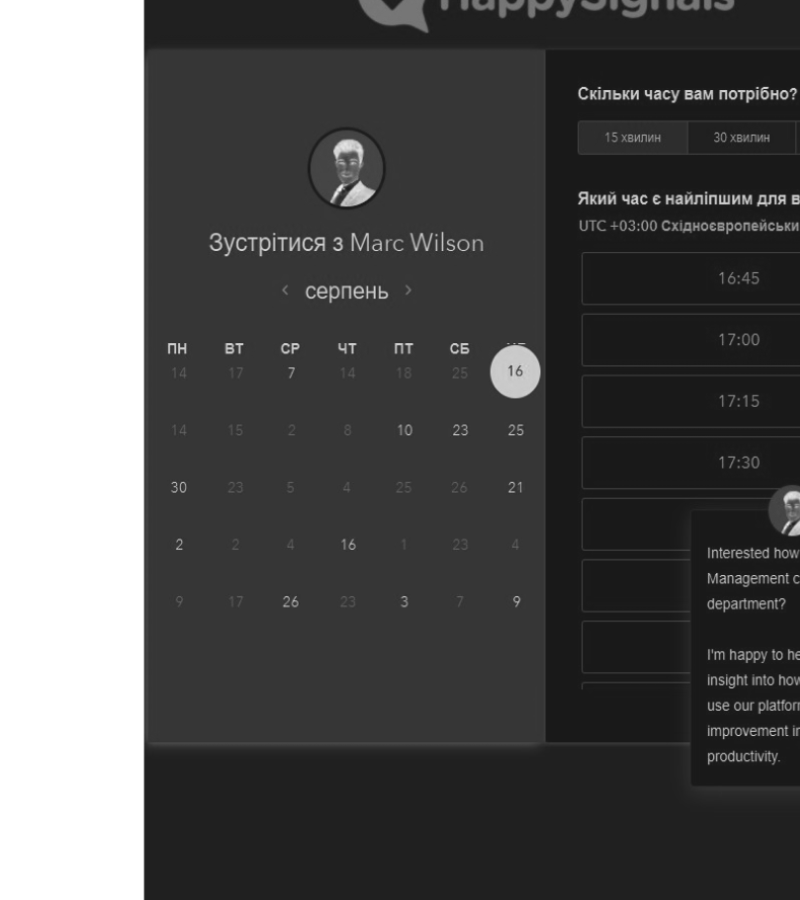 HappySignals
Зустрітися з Marc Wilson
серпень
ПН ВТ СР ЧТ ПТ СБ
14 17 7 14 18 25 16
14 15 2 8 10 23 25
30 23 5 4 25 26 21
2 2 4 16 1 23 4
9 17 26 23 3 7 9
Скільки часу вам потрібно?
15 хвилин 30 хвилин
Який час є найліпшим для в
UTC +03:00 Східноєвропейськи
16:45
17:00
17:15
17:30
Interested how
Management c
department?
I'm happy to he
insight into how
use our platform
improvement in
productivity.